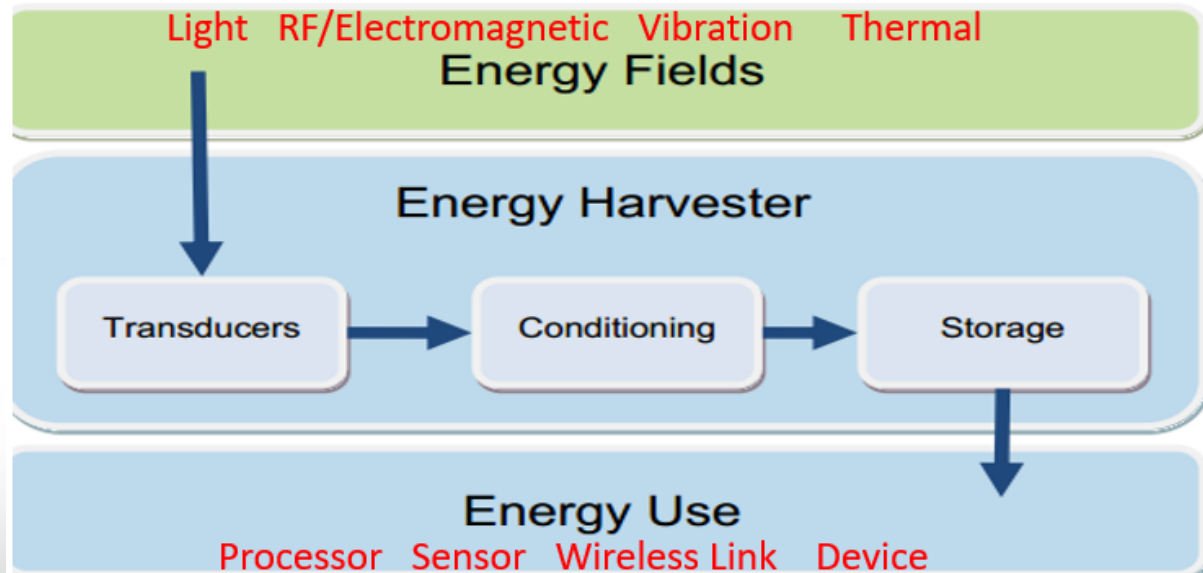 Light RF/Electromagnetic Vibration Thermal
Energy Fields
Energy Harvester
Transducers
Conditioning
Storage
Energy Use
Processor Sensor Wireless Link Device